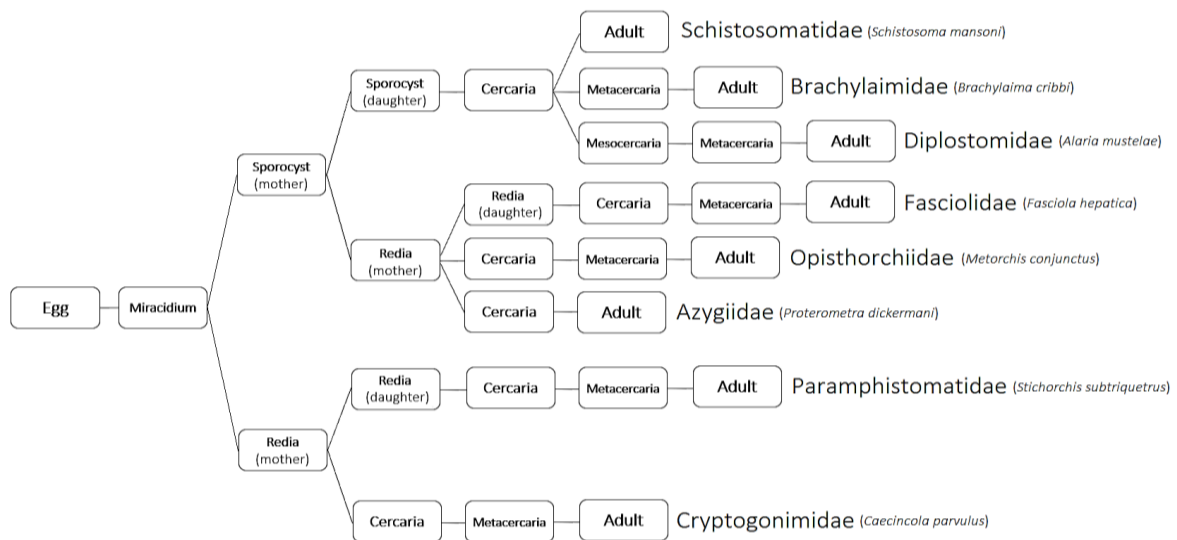 Adult Schistosomatidae (Schistosoma mansoni)
Sporocyst
(daughter)
Cercaria
Metacercaria
Adult
Brachylaimidae (Brachylaima cribbi)
Mesocercaria
Metacercaria
Adult
Diplostomidae (Alaria mustelae)
Sporocyst
(mother)
Redia
(daughter)
Cercaria
Metacercaria
Adult
Fasciolidae (Fasciola hepatica)
Redia
(mother)
Cercaria
Metacercaria
Adult
Opisthorchiidae (Metorchis conjunctus)
Egg
Miracidium
Cercaria
Adult
Azygiidae (Proterometra dickermani)
Redia
(daughter)
Cercaria
Metacercaria
Adult
Paramphistomatidae (Stichorchis subtriquetrus)
Redia
(mother)
Cercaria
Metacercaria
Adult
Cryptogonimidae (Caecincola parvulus)